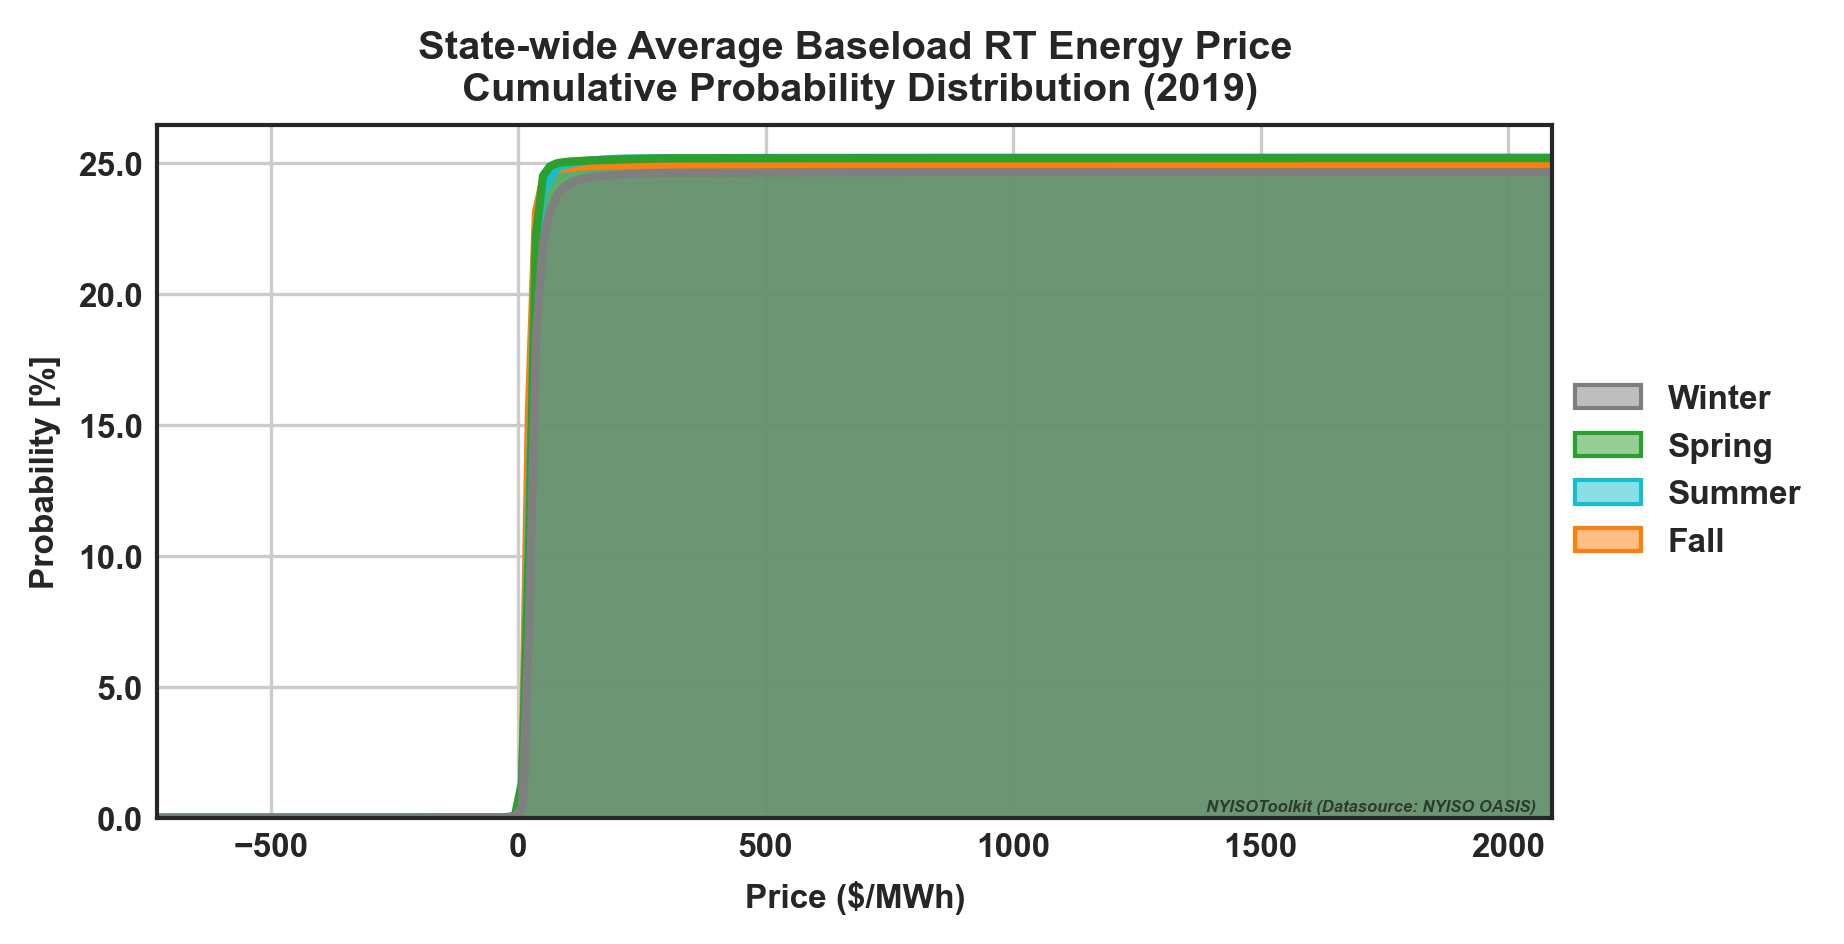 State-wide Average Baseload RT Energy Price
Cumulative Probability Distribution (2019)
Probability [%]
25.0
20.0
15.0
10.0
5.0
0.0
−500
0
500
1000
1500
2000
Price ($/MWh)
Winter
Spring
Summer
Fall
NYISOToolkit (Datasource: NYISO OASIS)